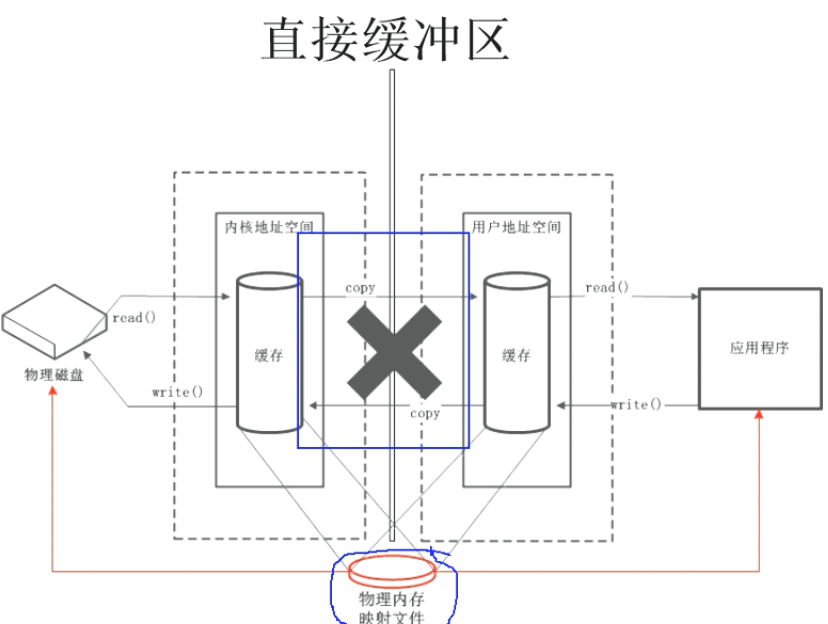 直接缓冲区
内核地址空间
用户地址空间
copy
read()
read()
缓存
缓存
应用程序
物理磁盘
write()
copy
write()
物理内存
映射文件